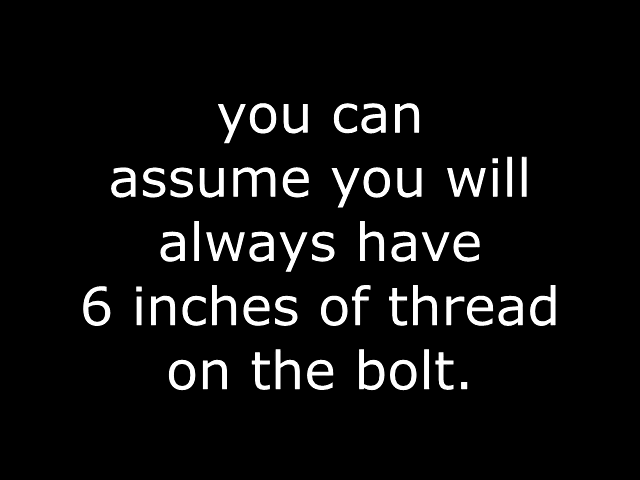 you can
assume you will
always have
6 inches of thread
on the bolt.